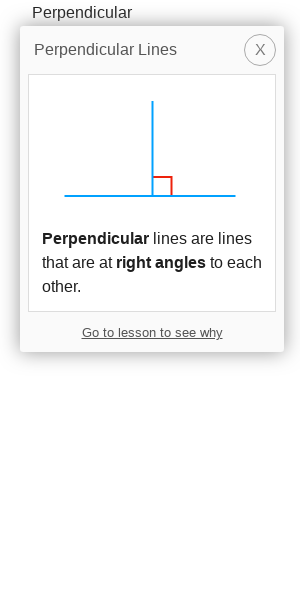 Perpendicular
Perpendicular Lines
X
Perpendicular lines are lines
that are at right angles to each
other.
Go to lesson to see why